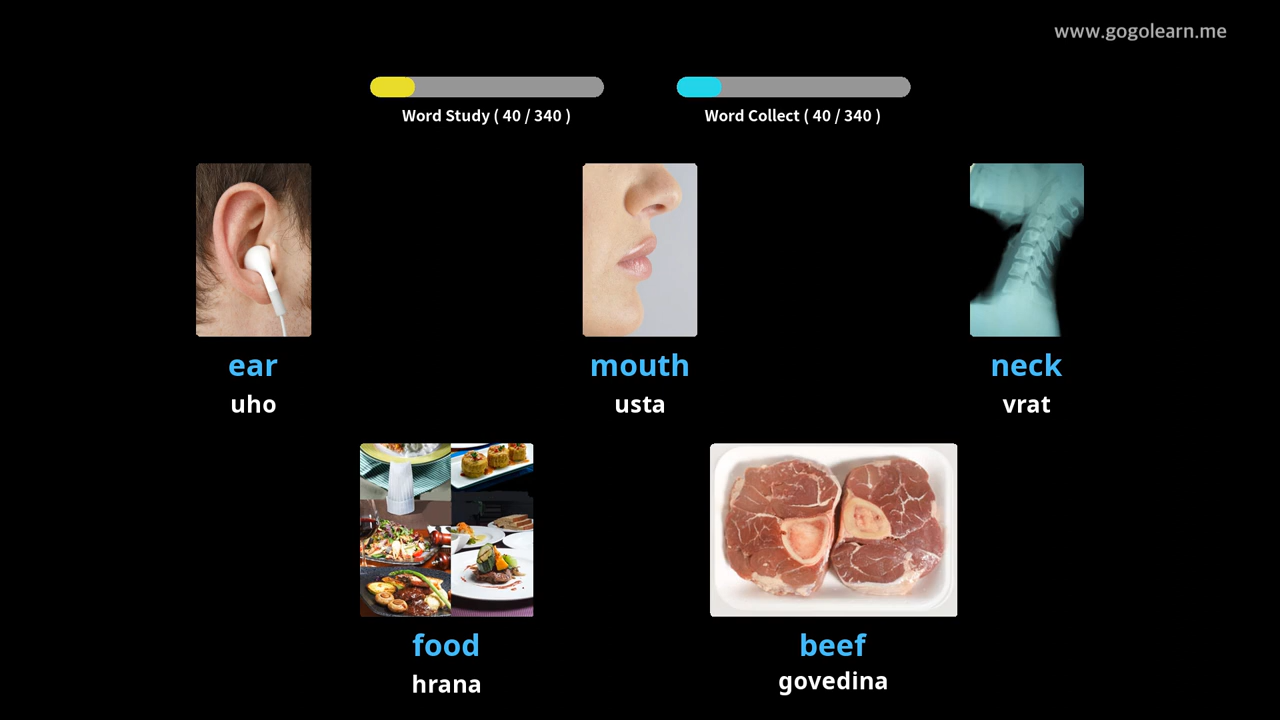 www.gogolearn.me
Word Study ( 40 / 340 )
Word Collect ( 40 / 340 )
ear
uho
mouth
usta
neck
vrat
food
hrana
beef
govedina